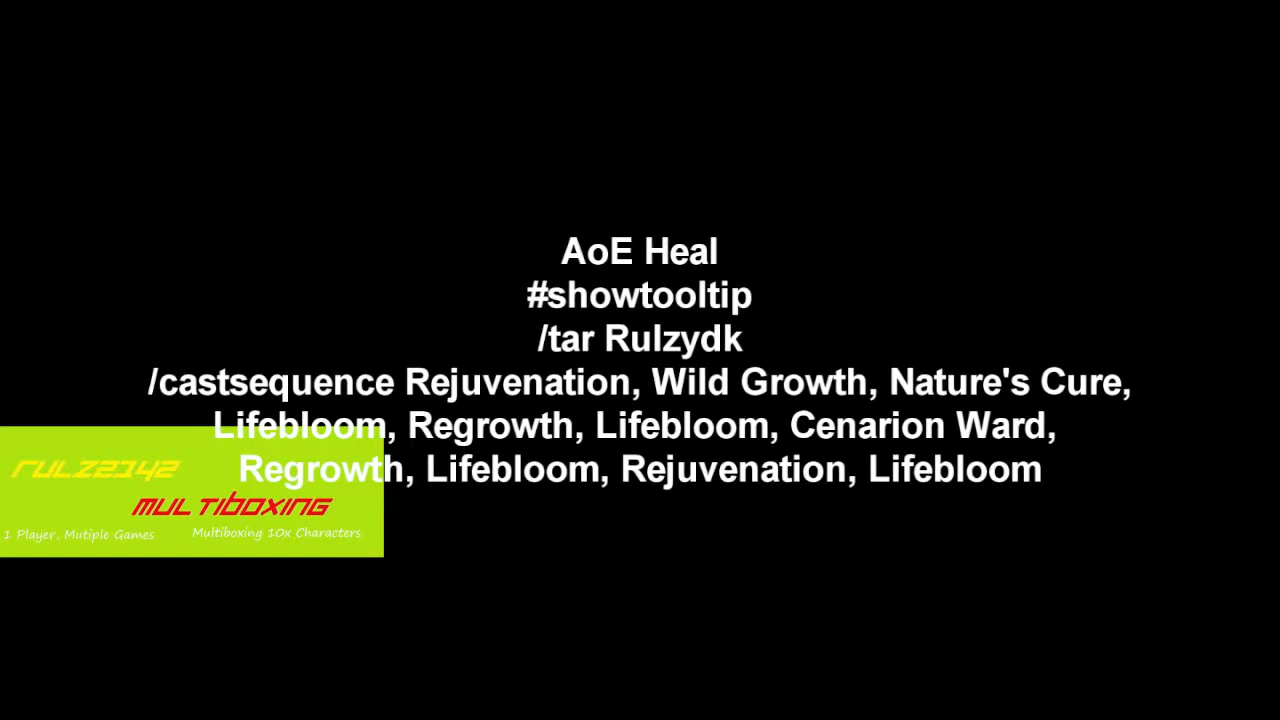 AoE Heal
#showtooltip
/tar Rulzydk
/castsequence Rejuvenation, Wild Growth, Nature's Cure,
Lifebloom, Regrowth, Lifebloom, Cenarion Ward,
Regrowth, Lifebloom, Rejuvenation, Lifebloom
RULZ2142
MULTIBOXING
1 Player, Mutiple Games
Multiboxing 10x Characters